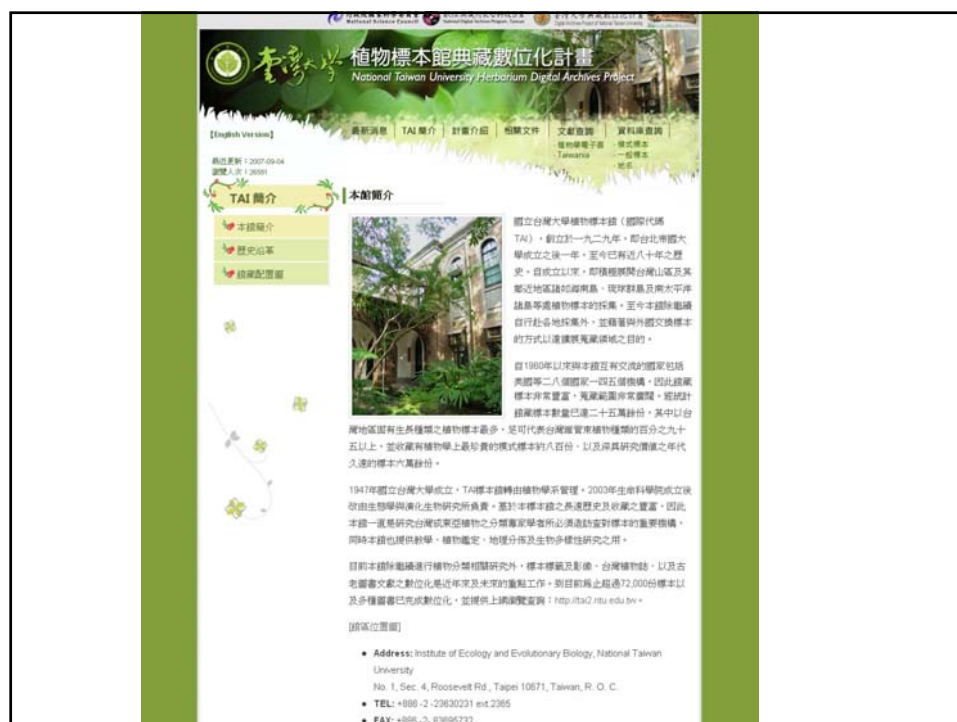 National Science Council
National Digital Archives Program, Taiwan
臺灣大學 植物標本館典藏數位化計畫
National Taiwan University Herbarium Digital Archives Project
【English Version】
最新消息 TAI 簡介 計畫介紹 相關文件 文獻查詢 資料庫查詢
植物學電子書 ‧模式標本
Taiwania ‧一般標本
‧地名
最近更新：2007-09-04
瀏覽人次：26591
TAI 簡介
本館簡介
歷史沿革
館藏配置圖
本館簡介
國立台灣大學植物標本館（國際代碼
TAI），創立於一九二九年，即台北帝國大
學成立之後一年，至今已有近八十年之歷
史。自成立以來，即積極展開台灣山區及其
鄰近地區諸如海南島、琉球群島及南太平洋
諸島等處植物標本的採集。至今本館除繼續
自行赴各地採集外，並藉著與外國交換標本
的方式以達擴展蒐藏領域之目的。
自1980年以來與本館互有交流的國家包括
美國等二八個國家一四五個機構，因此館藏
標本非常豐富，蒐藏範圍非常廣闊。經統計
館藏標本數量已達二十五萬餘份，其中以台
灣地區固有生長種類之植物標本最多，足可代表台灣維管束植物種類的百分之九十
五以上，並收藏有植物學上最珍貴的模式標本約八百份、以及深具研究價值之年代
久遠的標本六萬餘份。
1947年國立台灣大學成立，TAI標本館轉由植物學系管理。2003年生命科學院成立後
改由生態學與演化生物研究所負責。基於本標本館之長遠歷史及收藏之豐富，因此
本館一直是研究台灣或東亞植物之分類專家學者所必須造訪查對標本的重要機構，
同時本館也提供教學、植物鑑定、地理分佈及生物多樣性研究之用。
目前本館除繼續進行植物分類相關研究外，標本標籤及影像、台灣植物誌、以及古
老圖書文獻之數位化是近年來及未來的重點工作。到目前為止超過72,000份標本以
及多種圖書已完成數位化，並提供上網瀏覽查詢：http://tai2.ntu.edu.tw。
[館區位置圖]
Address: Institute of Ecology and Evolutionary Biology, National Taiwan
University
No. 1, Sec. 4, Roosevelt Rd., Taipei 10671, Taiwan, R. O. C.
TEL: +886 -2 -23630231 ext.2365
FAX: +886 -2- 83695232